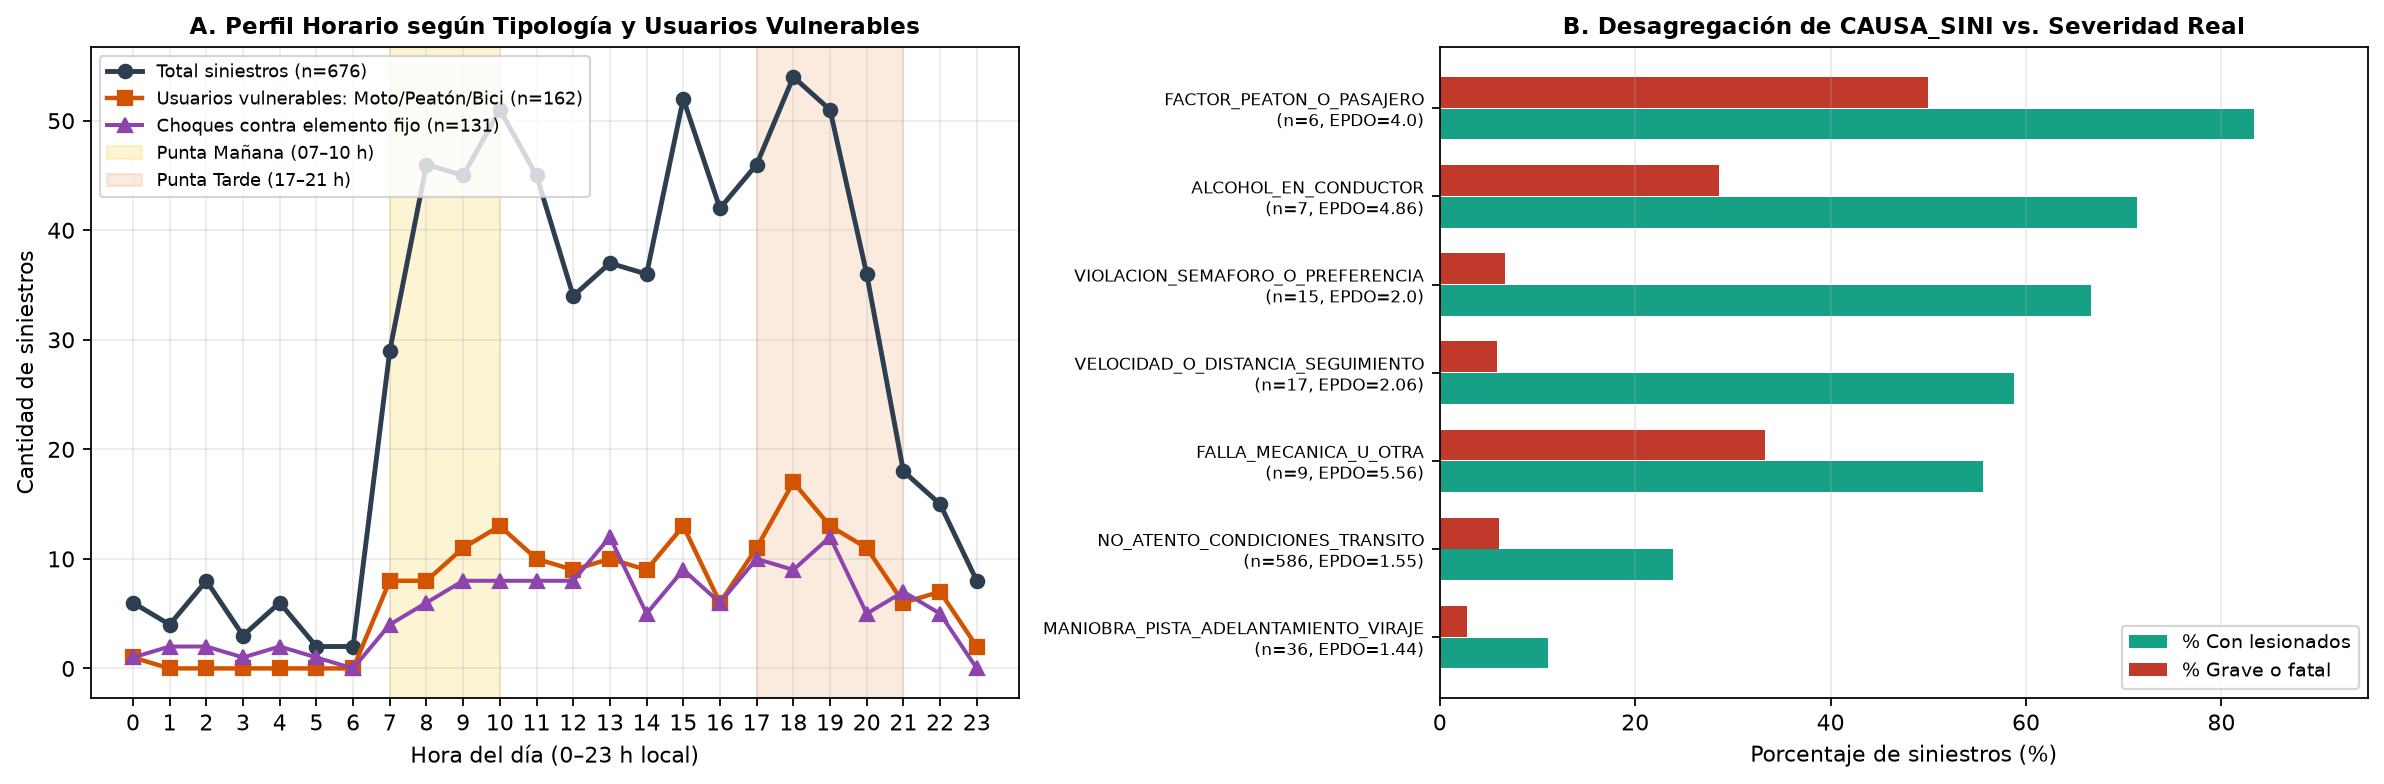 A. Perfil Horario según Tipología y Usuarios Vulnerables
Total siniestros (n=676)
Usuarios vulnerables: Moto/Peatón/Bici (n=162)
Choques contra elemento fijo (n=131)
Punta Mañana (07–10 h)
Punta Tarde (17–21 h)
Cantidad de siniestros
50
40
30
20
10
0
0 1 2 3 4 5 6 7 8 9 10 11 12 13 14 15 16 17 18 19 20 21 22 23
Hora del día (0–23 h local)
B. Desagregación de CAUSA_SINI vs. Severidad Real
FACTOR_PEATON_O_PASAJERO
(n=6, EPDO=4.0)
ALCOHOL_EN_CONDUCTOR
(n=7, EPDO=4.86)
VIOLACION_SEMAFORO_O_PREFERENCIA
(n=15, EPDO=2.0)
VELOCIDAD_O_DISTANCIA_SEGUIMIENTO
(n=17, EPDO=2.06)
FALLA_MECANICA_U_OTRA
(n=9, EPDO=5.56)
NO_ATENTO_CONDICIONES_TRANSITO
(n=586, EPDO=1.55)
MANIOBRA_PISTA_ADELANTAMIENTO_VIRAJE
(n=36, EPDO=1.44)
% Con lesionados
% Grave o fatal
0 20 40 60 80
Porcentaje de siniestros (%)